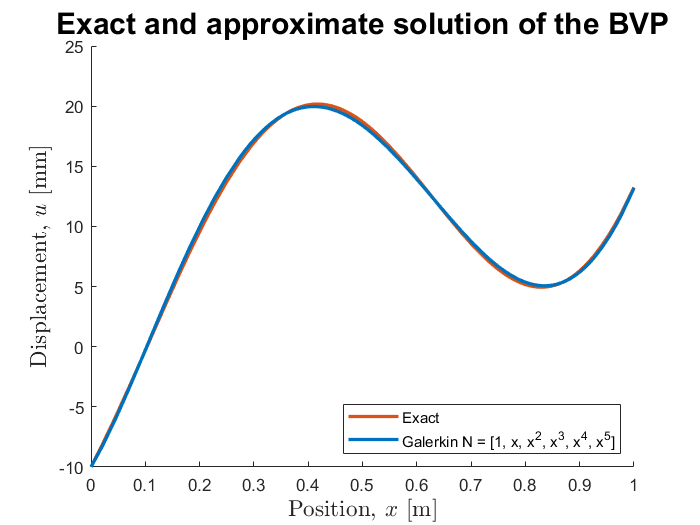 Exact and approximate solution of the BVP
25
20
15
10
5
0
-5
-10
Displacement, u [mm]
Exact
Galerkin N = [1, x, x², x³, x⁴, x⁵]
0 0.1 0.2 0.3 0.4 0.5 0.6 0.7 0.8 0.9 1
Position, x [m]